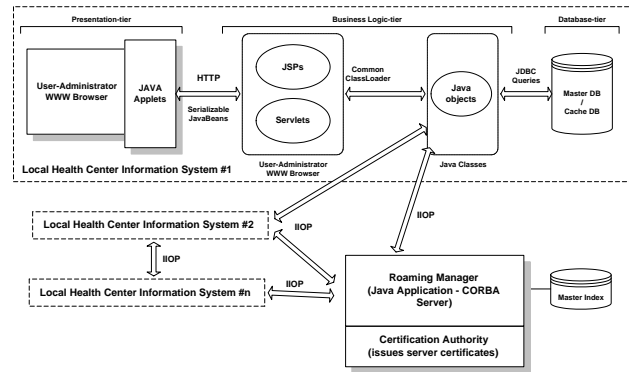 Presentation-tier
Business Logic-tier
Database-tier
User-Administrator
WWW Browser
JAVA
Applets
HTTP
Serializable
JavaBeans
JSPs
Servlets
User-Administrator
WWW Browser
Common
ClassLoader
Java
objects
Java Classes
JDBC
Queries
Master DB
/
Cache DB
Local Health Center Information System #1
IIOP
IIOP
Local Health Center Information System #2
IIOP
IIOP
Local Health Center Information System #n
Roaming Manager
(Java Application - CORBA
Server)
Master Index
Certification Authority
(issues server certificates)